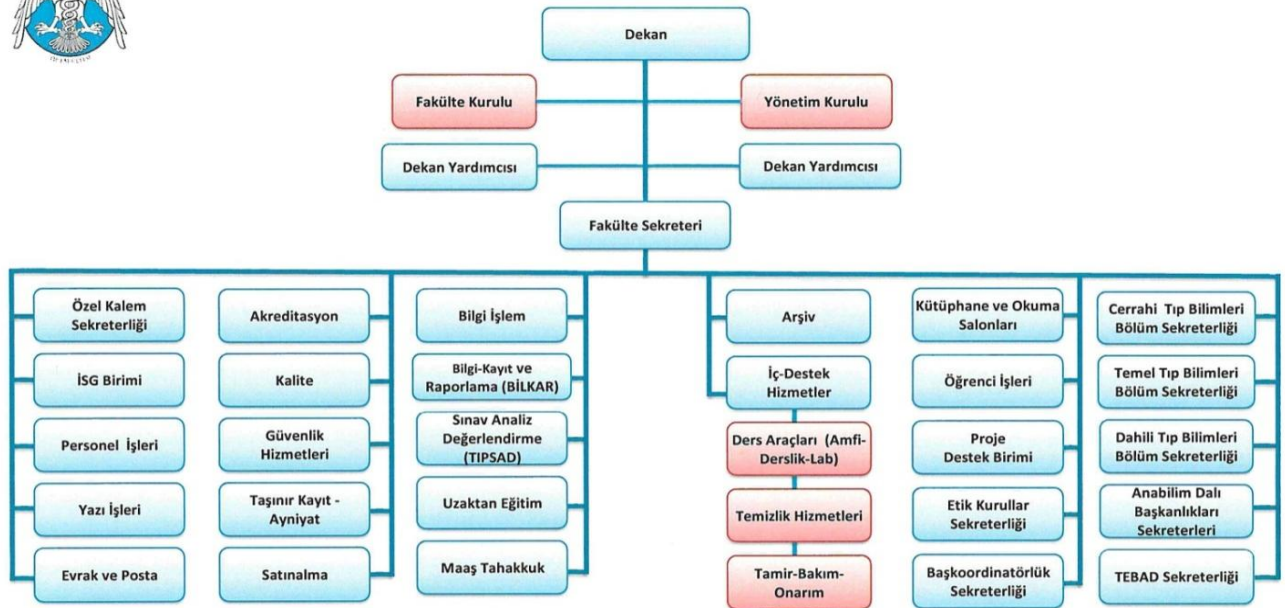 Dekan
Fakülte Kurulu
Yönetim Kurulu
Dekan Yardımcısı
Dekan Yardımcısı
Fakülte Sekreteri
Özel Kalem
Sekreterliği
İSG Birimi
Personel İşleri
Yazı İşleri
Evrak ve Posta
Akreditasyon
Kalite
Güvenlik
Hizmetleri
Taşınır Kayıt -
Ayniyat
Satınalma
Bilgi İşlem
Bilgi-Kayıt ve
Raporlama (BİLKAR)
Sınav Analiz
Değerlendirme
(TIPSAD)
Uzaktan Eğitim
Maaş Tahakkuk
Arşiv
İç-Destek
Hizmetler
Ders Araçları (Amfi-
Derslik-Lab)
Temizlik Hizmetleri
Tamir-Bakım-
Onarım
Kütüphane ve Okuma
Salonları
Öğrenci İşleri
Proje
Destek Birimi
Etik Kurullar
Sekreterliği
Başkoordinatörlük
Sekreterliği
Cerrahi Tıp Bilimleri
Bölüm Sekreterliği
Temel Tıp Bilimleri
Bölüm Sekreterliği
Dahili Tıp Bilimleri
Bölüm Sekreterliği
Anabilim Dalı
Başkanlıkları
Sekreterleri
TEBAD Sekreterliği